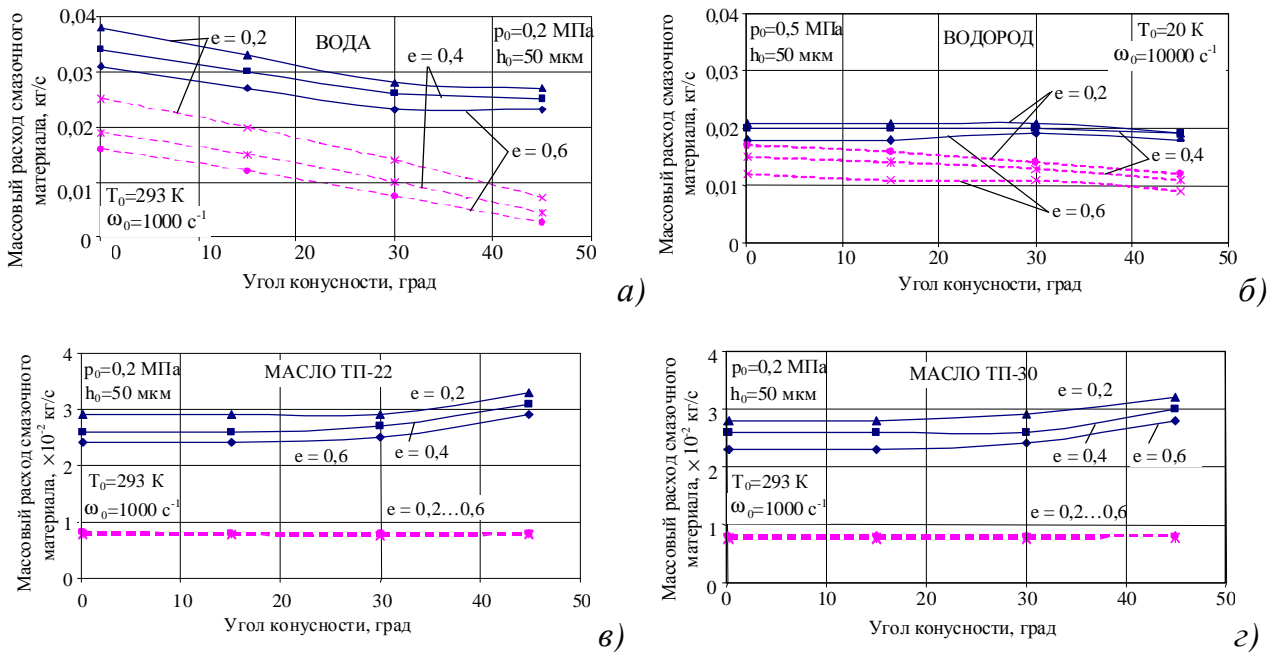 Массовый расход смазочного
материала, кг/с
0,04
0,03
0,02
0,01
0
e = 0,2
ВОДА
p₀=0,2 МПа
h₀=50 мкм
e = 0,4
e = 0,6
T₀=293 К
ω₀=1000 с⁻¹
0 10 20 30 40 50
Угол конусности, град
а)
Массовый расход смазочного
материала, кг/с
0,04
0,03
0,02
0,01
0
p₀=0,5 МПа
h₀=50 мкм
ВОДОРОД
T₀=20 К
ω₀=10000 с⁻¹
e = 0,2
e = 0,4
e = 0,6
0 10 20 30 40 50
Угол конусности, град
б)
Массовый расход смазочного
материала, ×10⁻² кг/с
4
3
2
1
0
p₀=0,2 МПа
h₀=50 мкм
МАСЛО ТП-22
e = 0,2
e = 0,4
e = 0,6
T₀=293 К
ω₀=1000 с⁻¹
e = 0,2…0,6
0 10 20 30 40 50
Угол конусности, град
в)
Массовый расход смазочного
материала, ×10⁻² кг/с
4
3
2
1
0
p₀=0,2 МПа
h₀=50 мкм
МАСЛО ТП-30
e = 0,2
e = 0,4
e = 0,6
T₀=293 К
ω₀=1000 с⁻¹
e = 0,2…0,6
0 10 20 30 40 50
Угол конусности, град
г)